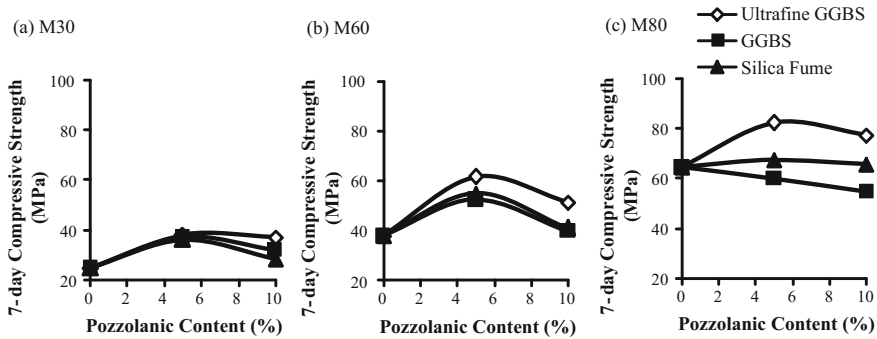 (a) M30
7-day Compressive Strength
(MPa)
100
80
60
40
20
0 2 4 6 8 10
Pozzolanic Content (%)
(b) M60
7-day Compressive Strength
(MPa)
100
80
60
40
20
0 2 4 6 8 10
Pozzolanic Content (%)
(c) M80
Ultrafine GGBS
GGBS
Silica Fume
7-day Compressive Strength
(MPa)
100
80
60
40
20
0 2 4 6 8 10
Pozzolanic Content (%)